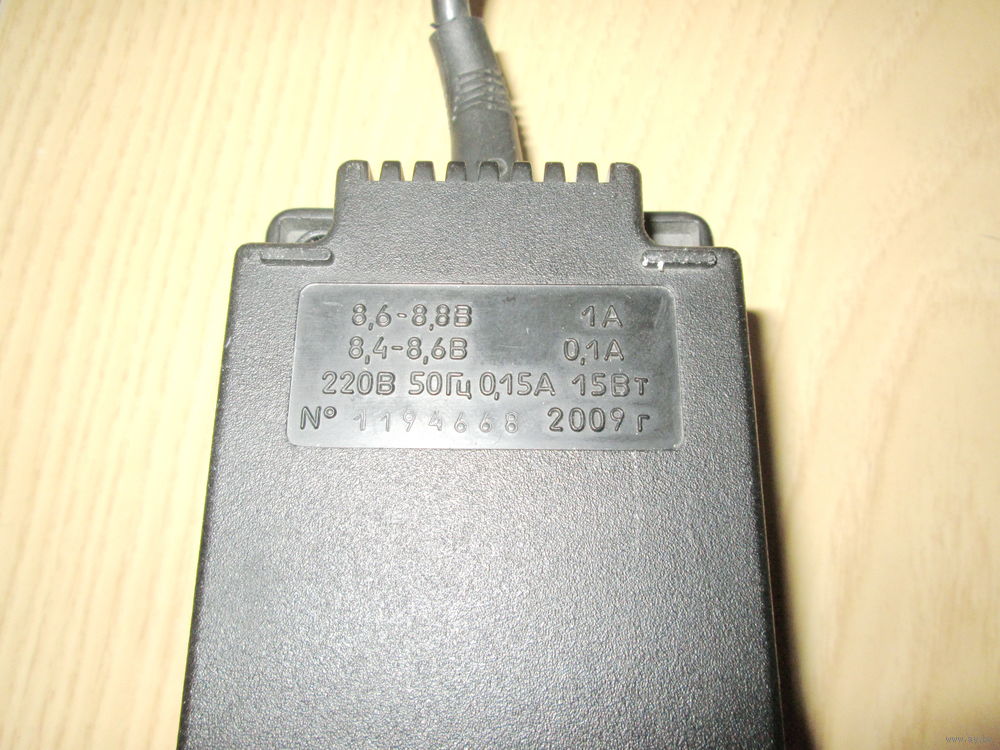 8,6-8,8В 1А
8,4-8,6В 0,1А
220В 50Гц 0,15А 15Вт
№ 1194668 2009 г